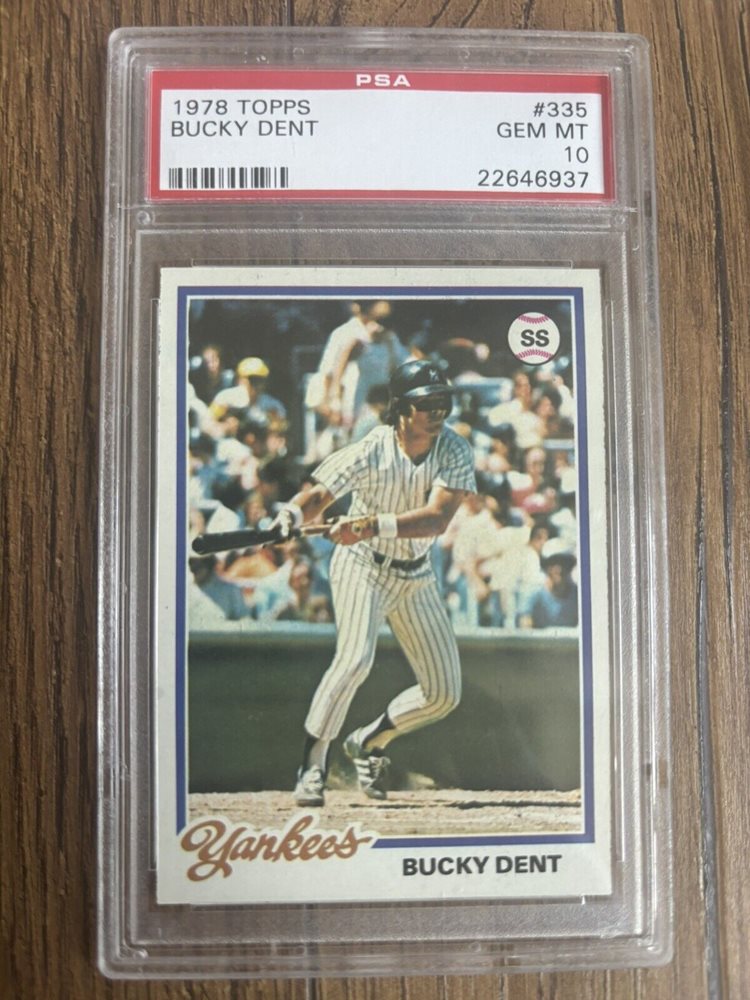 PSA
1978 TOPPS #335
BUCKY DENT GEM MT
10
22646937
SS
Yankees
BUCKY DENT